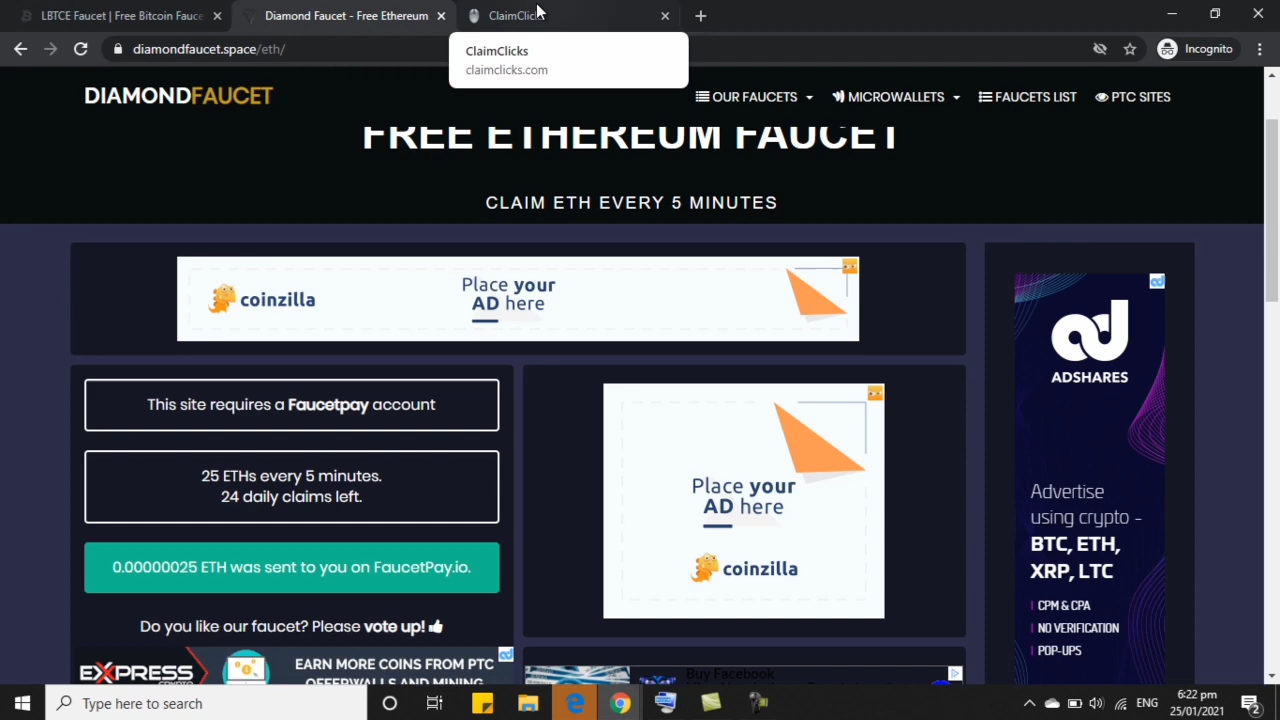 LBTCE Faucet | Free Bitcoin Fauce
Diamond Faucet - Free Ethereum
ClaimClicks
diamondfaucet.space/eth/
Incognito
ClaimClicks
claimclicks.com
DIAMONDFAUCET
OUR FAUCETS
MICROWALLETS
FAUCETS LIST
PTC SITES
FREE ETHEREUM FAUCET
CLAIM ETH EVERY 5 MINUTES
coinzilla
Place your
AD here
ADSHARES
Advertise
using crypto -
BTC, ETH,
XRP, LTC
CPM & CPA
NO VERIFICATION
POP-UPS
This site requires a Faucetpay account
25 ETHs every 5 minutes.
24 daily claims left.
0.00000025 ETH was sent to you on FaucetPay.io.
Do you like our faucet? Please vote up!
Place your
AD here
coinzilla
EXPRESS
CRYPTO
EARN MORE COINS FROM PTC
OFFERWALLS AND MINING
Buy Facebook
Type here to search
ENG
6:22 pm
25/01/2021
2